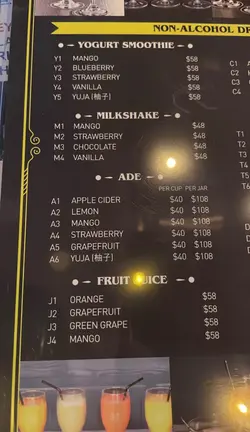 NON-ALCOHOL
YOGURT SMOOTHIE
Y1 MANGO $58
Y2 BLUEBERRY $58
Y3 STRAWBERRY $58
Y4 VANILLA $58
Y5 YUJA (柚子) $58
MILKSHAKE
M1 MANGO $48
M2 STRAWBERRY $48
M3 CHOCOLATE $48
M4 VANILLA $48
ADE
PER CUP PER JAR
A1 APPLE CIDER $40 $108
A2 LEMON $40 $108
A3 MANGO $40 $108
A4 STRAWBERRY $40 $108
A5 GRAPEFRUIT $40 $108
A6 YUJA (柚子) $40 $108
FRUIT JUICE
J1 ORANGE $58
J2 GRAPEFRUIT $58
J3 GREEN GRAPE $58
J4 MANGO $58
C1
C2
C3
C4
T1
T2
T3
T4
T5
T6